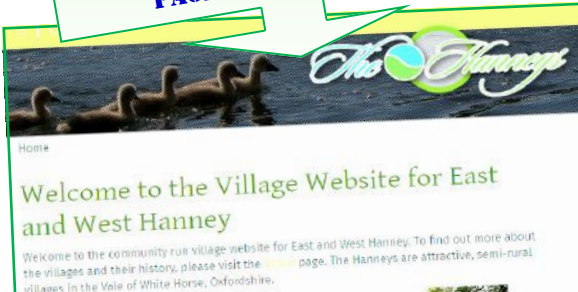 The Hanneys
Home
Welcome to the Village Website for East
and West Hanney
Welcome to the community run village website for East and West Hanney. To find out more about
the villages and their history, please visit the page. The Hanneys are attractive, semi-rural
villages in the Vale of White Horse, Oxfordshire.